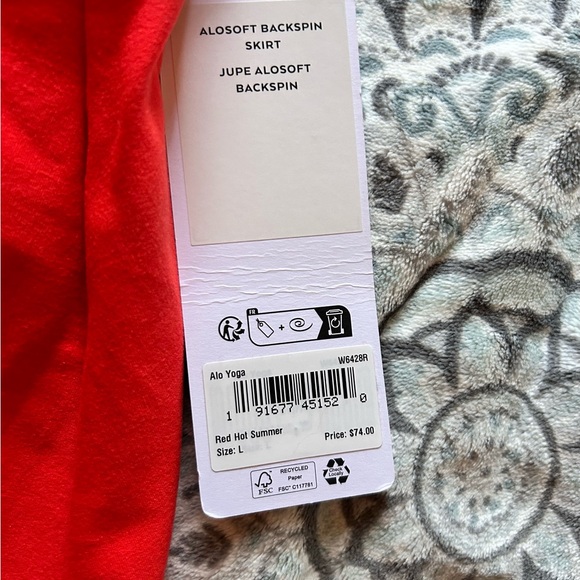 ALOSOFT BACKSPIN
SKIRT
JUPE ALOSOFT
BACKSPIN
FR
+
Alo Yoga W6428R
1 91677 45152 0
Red Hot Summer Price: $74.00
Size: L
FSC
RECYCLED
Paper
FSC® C117781
Check
Locally